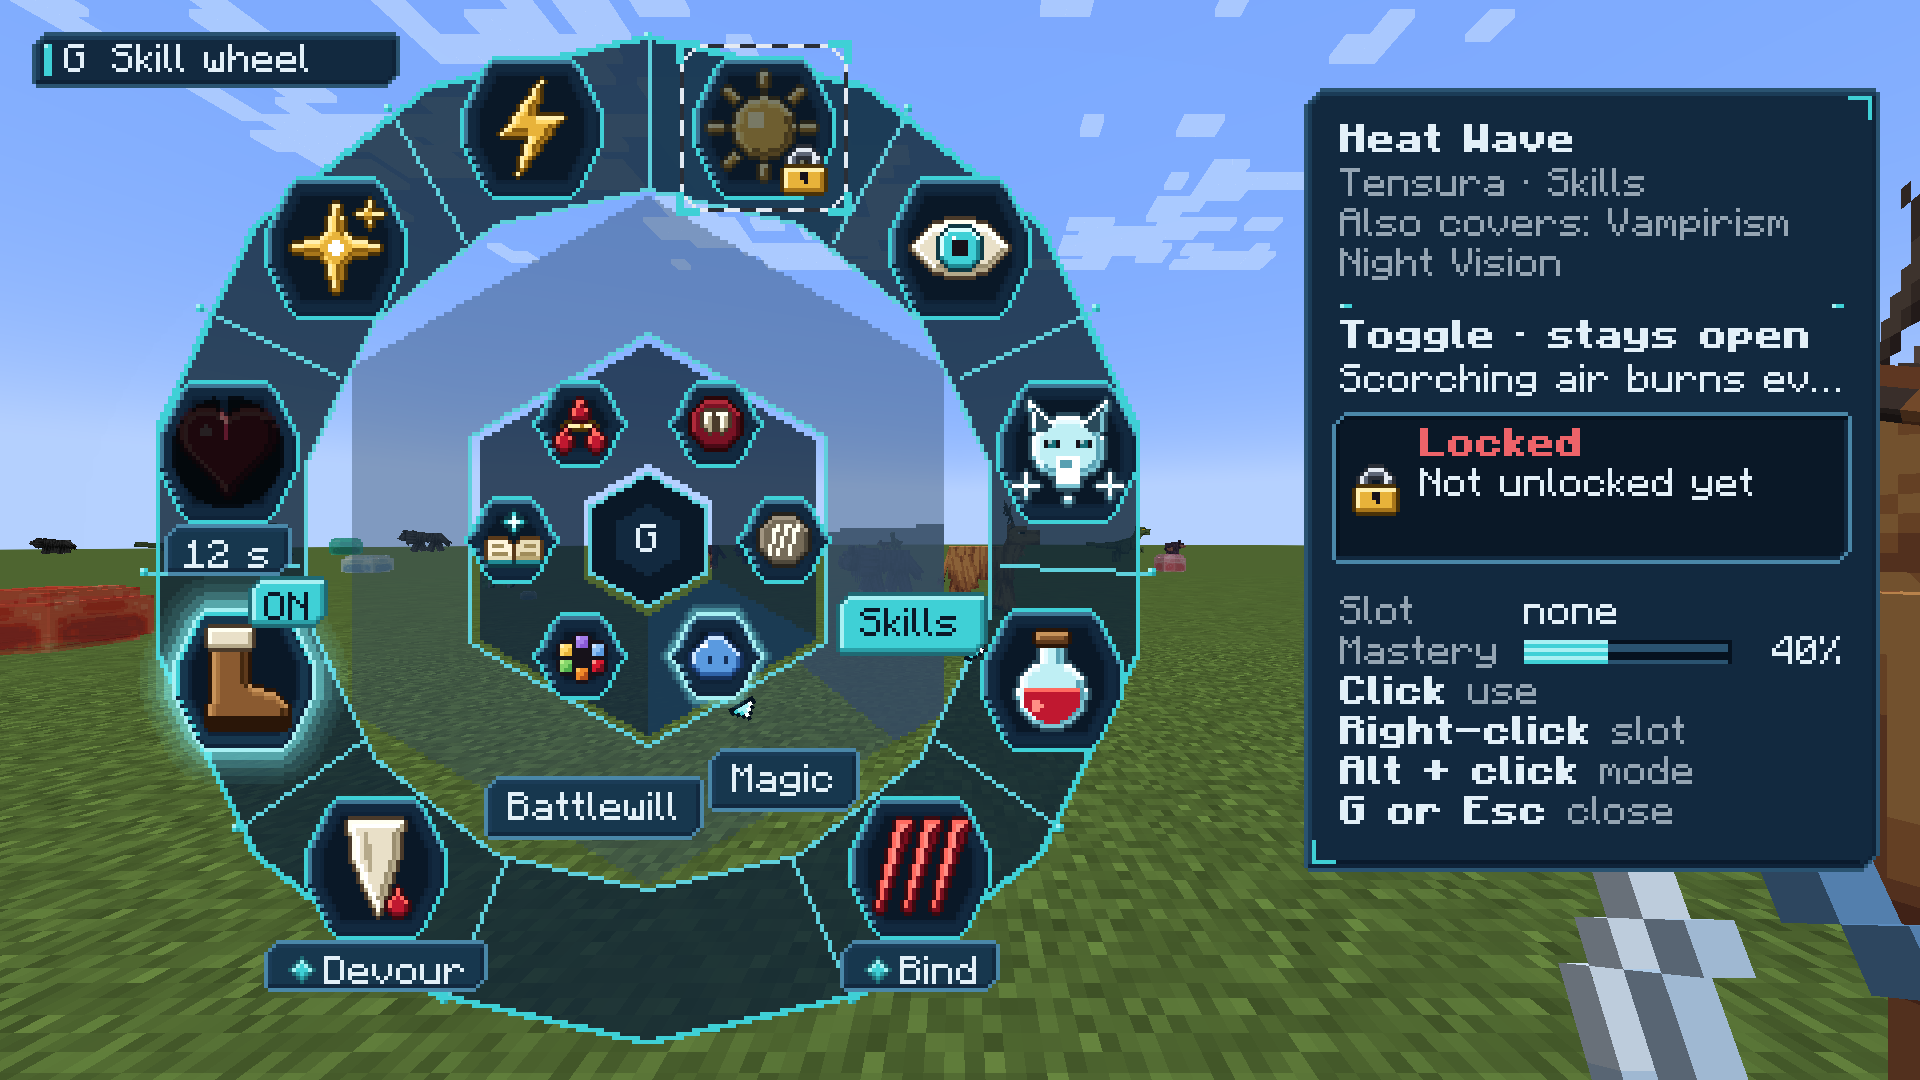 G Skill wheel
12 s
ON
G
Skills
Magic
Battlewill
Devour
Bind
Heat Wave
Tensura · Skills
Also covers: Vampirism
Night Vision
Toggle · stays open
Scorching air burns ev...
Locked
Not unlocked yet
Slot none
Mastery 40%
Click use
Right-click slot
Alt + click mode
G or Esc close